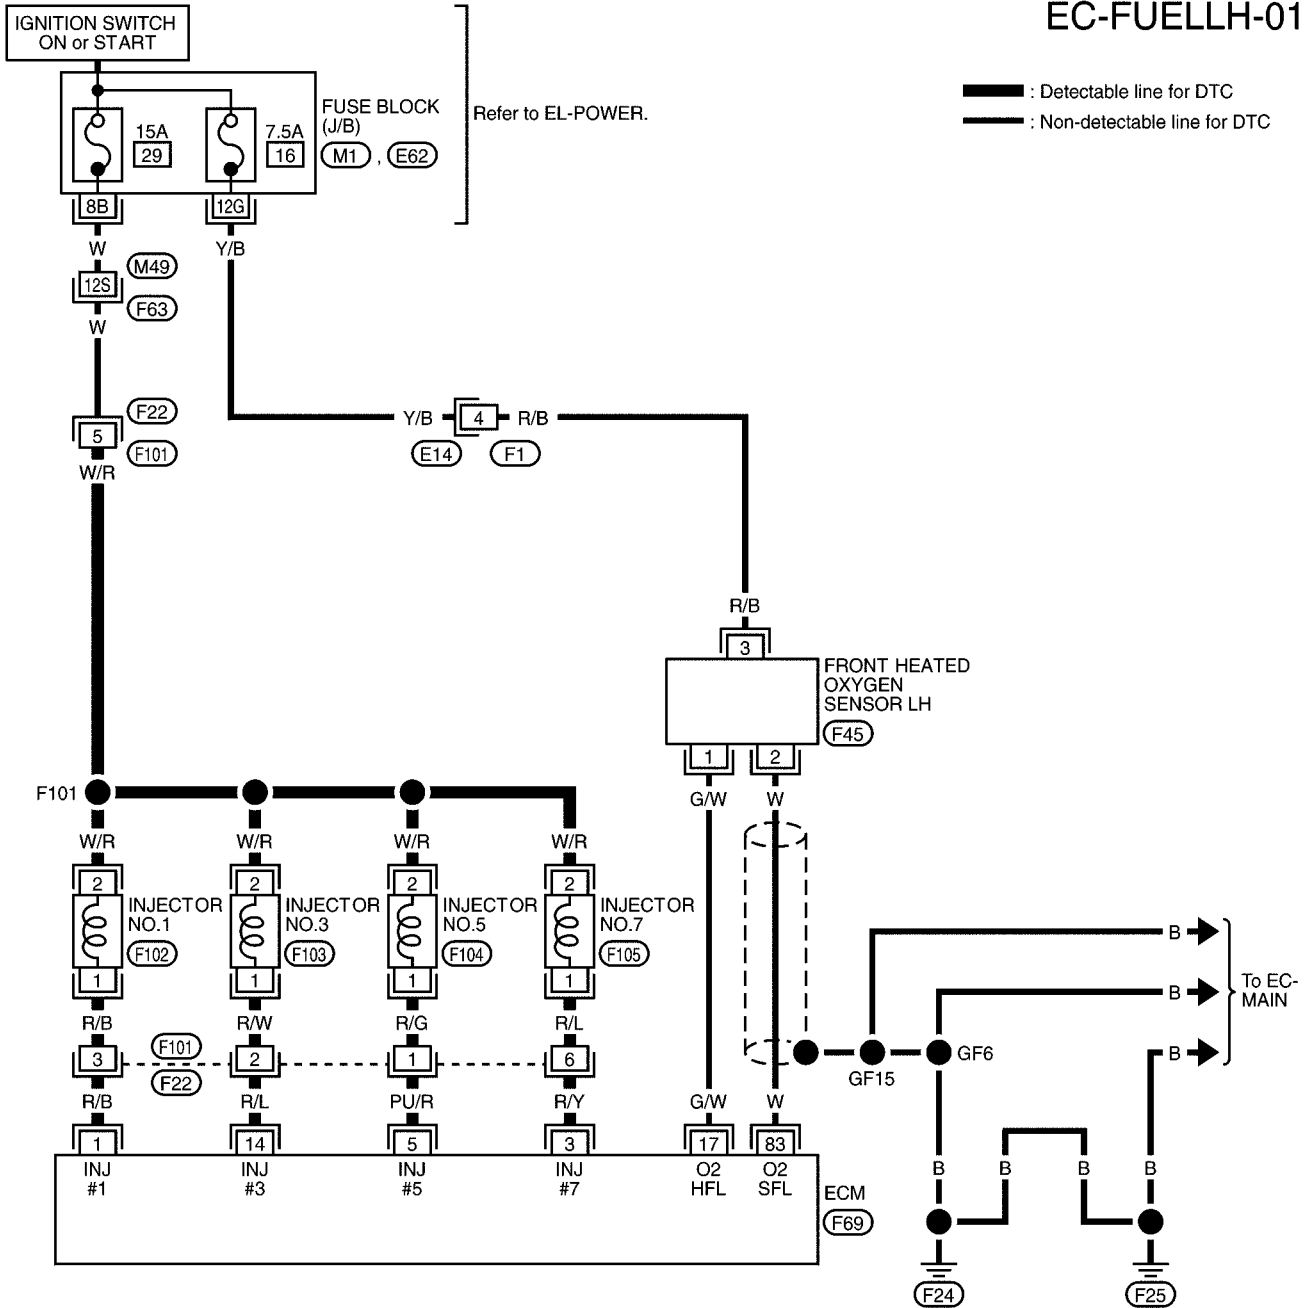 EC-FUELLH-01
IGNITION SWITCH
ON or START
: Detectable line for DTC
: Non-detectable line for DTC
15A
29
7.5A
16
FUSE BLOCK
(J/B)
M1 , E62
Refer to EL-POWER.
8B
12G
W
Y/B
M49
12S
F63
W
F22
5
F101
W/R
Y/B
4
R/B
E14
F1
R/B
3
FRONT HEATED
OXYGEN
SENSOR LH
F45
1
2
G/W
W
F101
W/R
W/R
W/R
W/R
2
2
2
2
INJECTOR
NO.1
F102
INJECTOR
NO.3
F103
INJECTOR
NO.5
F104
INJECTOR
NO.7
F105
1
1
1
1
R/B
R/W
R/G
R/L
3
F101
F22
2
1
6
R/B
R/L
PU/R
R/Y
G/W
W
B
B
B
To EC-
MAIN
GF15
GF6
1
14
5
3
17
83
INJ
#1
INJ
#3
INJ
#5
INJ
#7
O2
HFL
O2
SFL
ECM
F69
B
B
B
B
F24
F25